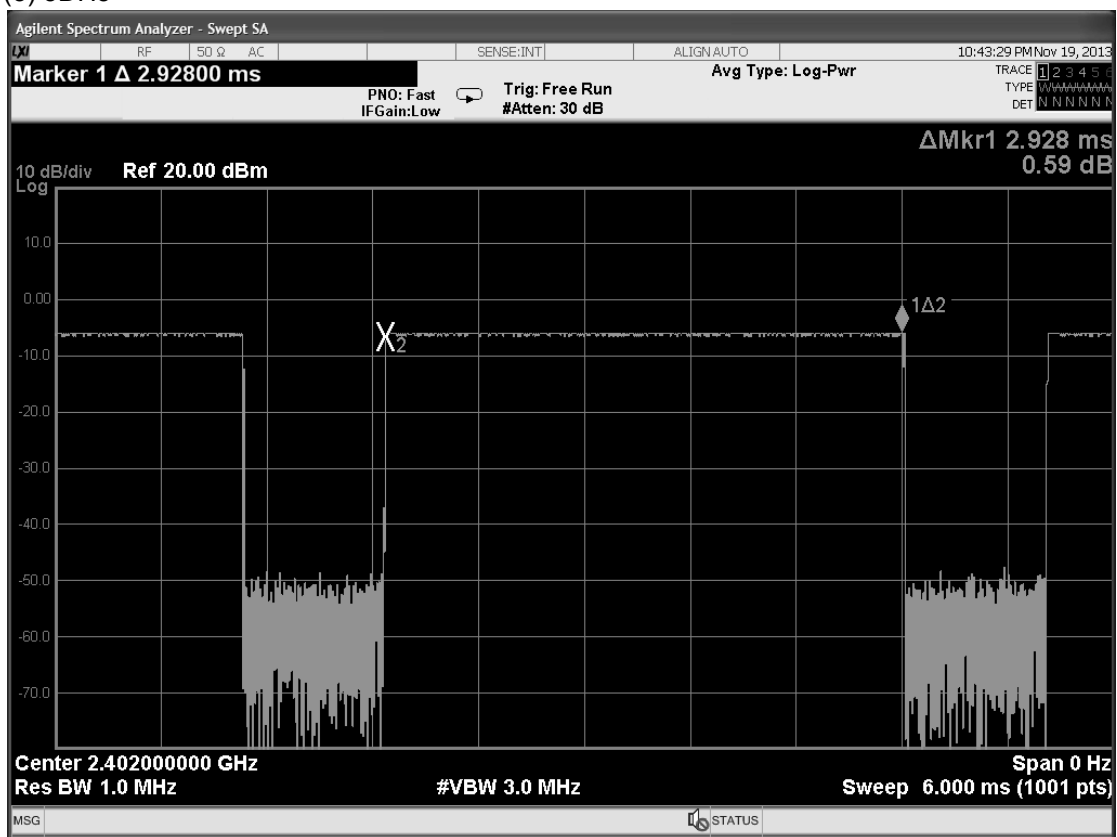 Agilent Spectrum Analyzer - Swept SA
LXI RF 50 Ω AC SENSE:INT ALIGN AUTO 10:43:29 PM Nov 19, 2013
Marker 1 Δ 2.92800 ms Avg Type: Log-Pwr TRACE 1 2 3 4 5 6
PNO: Fast Trig: Free Run TYPE
IFGain:Low #Atten: 30 dB DET N N N N N N
ΔMkr1 2.928 ms
10 dB/div Ref 20.00 dBm 0.59 dB
Log
10.0
0.00
1Δ2
X2
-10.0
-20.0
-30.0
-40.0
-50.0
-60.0
-70.0
Center 2.402000000 GHz Span 0 Hz
Res BW 1.0 MHz #VBW 3.0 MHz Sweep 6.000 ms (1001 pts)
MSG STATUS